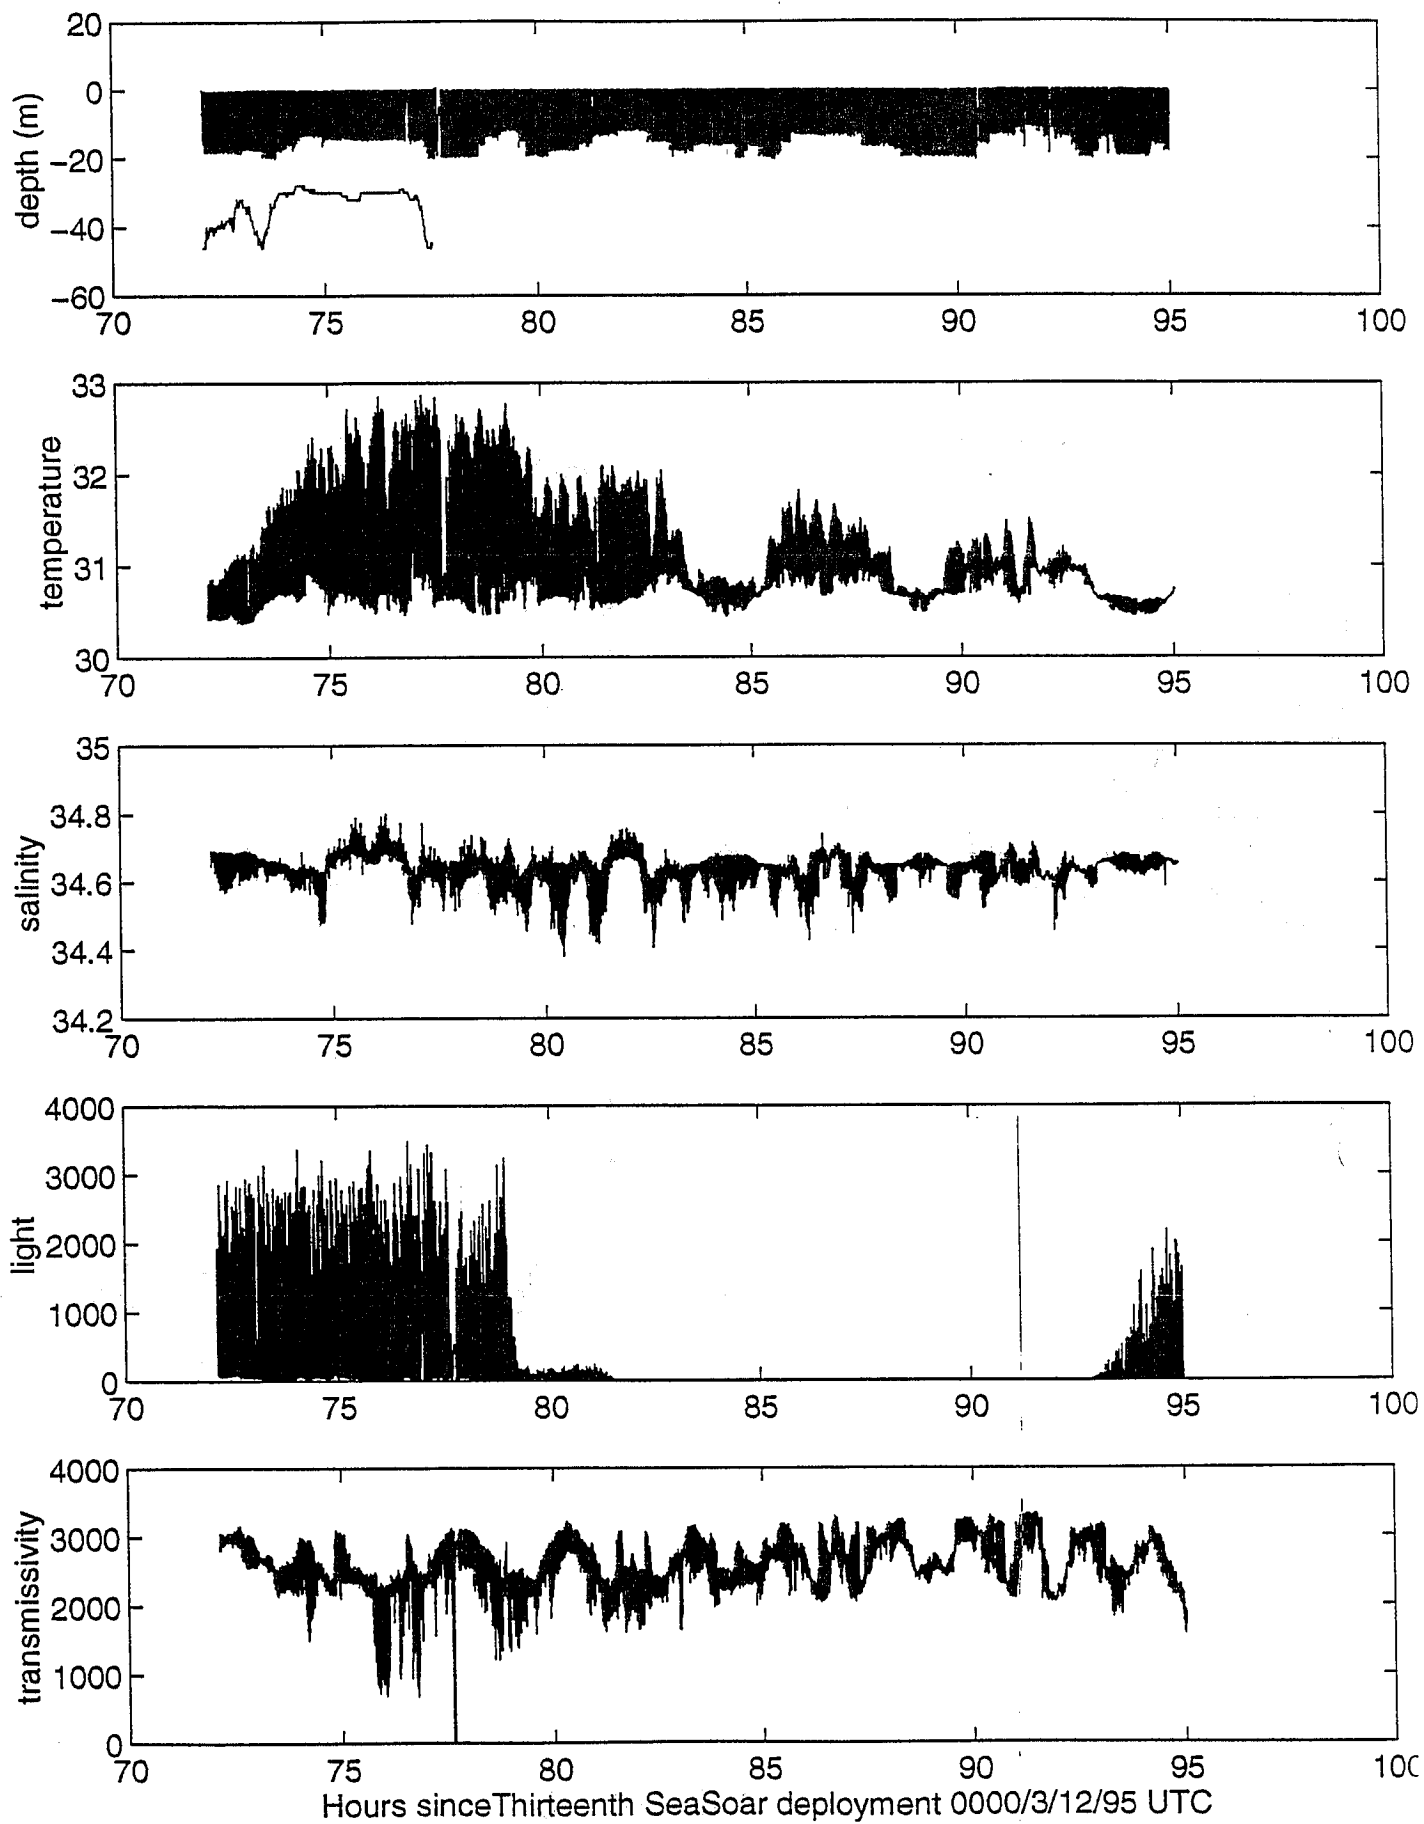 20
0
−20
−40
−60
depth (m)
70 75 80 85 90 95 100
33
32
31
30
temperature
70 75 80 85 90 95 100
35
34.8
34.6
34.4
34.2
salinity
70 75 80 85 90 95 100
4000
3000
2000
1000
0
light
70 75 80 85 90 95 100
4000
3000
2000
1000
0
transmissivity
70 75 80 85 90 95 100
Hours sinceThirteenth SeaSoar deployment 0000/3/12/95 UTC